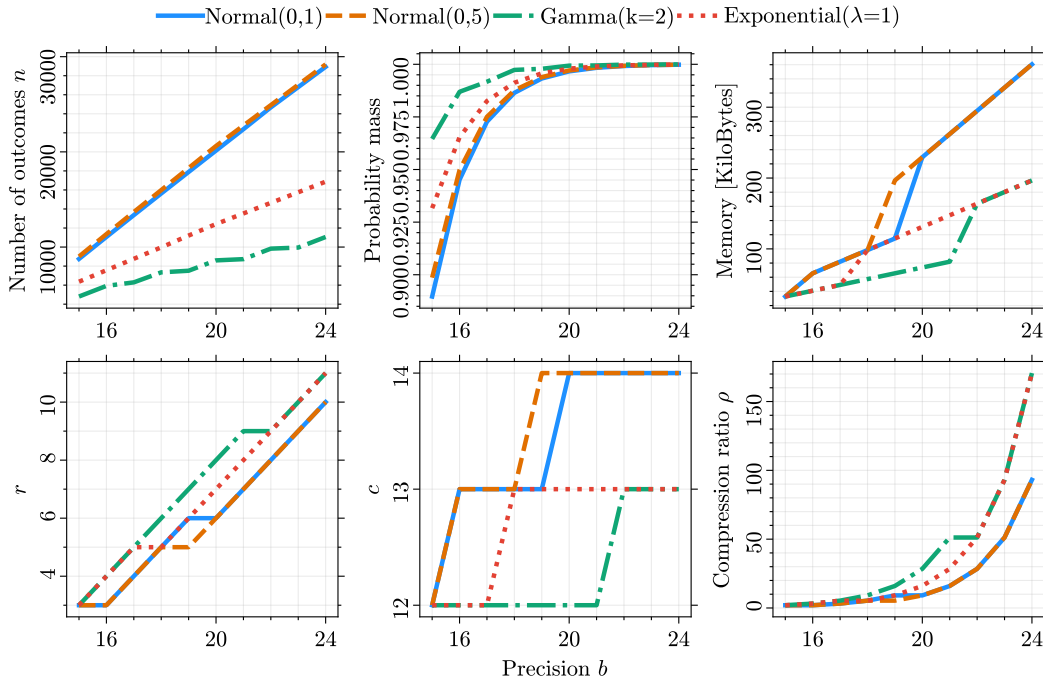 Normal(0,1) Normal(0,5) Gamma(k=2) Exponential(λ=1)
Number of outcomes n
10000 20000 30000
16 20 24
Probability mass
0.900 0.925 0.950 0.975 1.000
16 20 24
Memory [KiloBytes]
100 200 300
16 20 24
r
4 6 8 10
16 20 24
c
12 13 14
16 20 24
Compression ratio ρ
0 50 100 150
16 20 24
Precision b